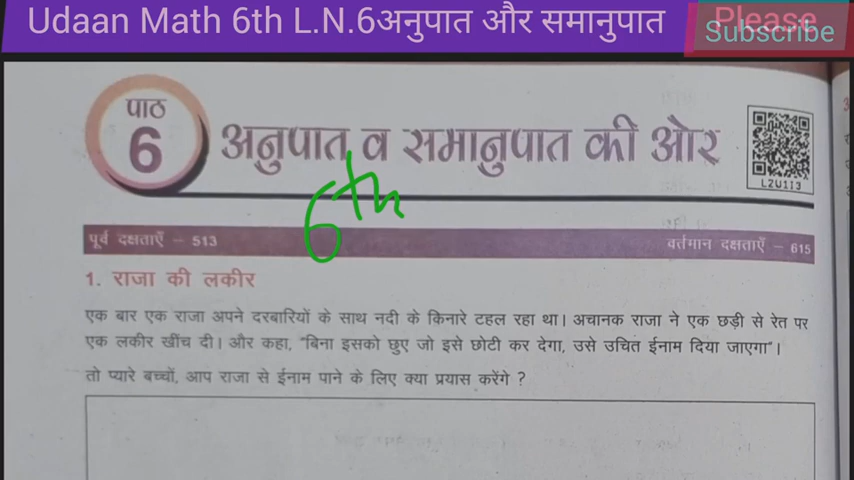 Udaan Math 6th L.N.6अनुपात और समानुपात
Please
Subscribe
पाठ
6
अनुपात व समानुपात की ओर
L2U113
6th
पूर्व दक्षताएँ – 513
वर्तमान दक्षताएँ – 615
1. राजा की लकीर
एक बार एक राजा अपने दरबारियों के साथ नदी के किनारे टहल रहा था। अचानक राजा ने एक छड़ी से रेत पर
एक लकीर खींच दी। और कहा, "बिना इसको छुए जो इसे छोटी कर देगा, उसे उचित ईनाम दिया जाएगा"।
तो प्यारे बच्चों, आप राजा से ईनाम पाने के लिए क्या प्रयास करेंगे ?